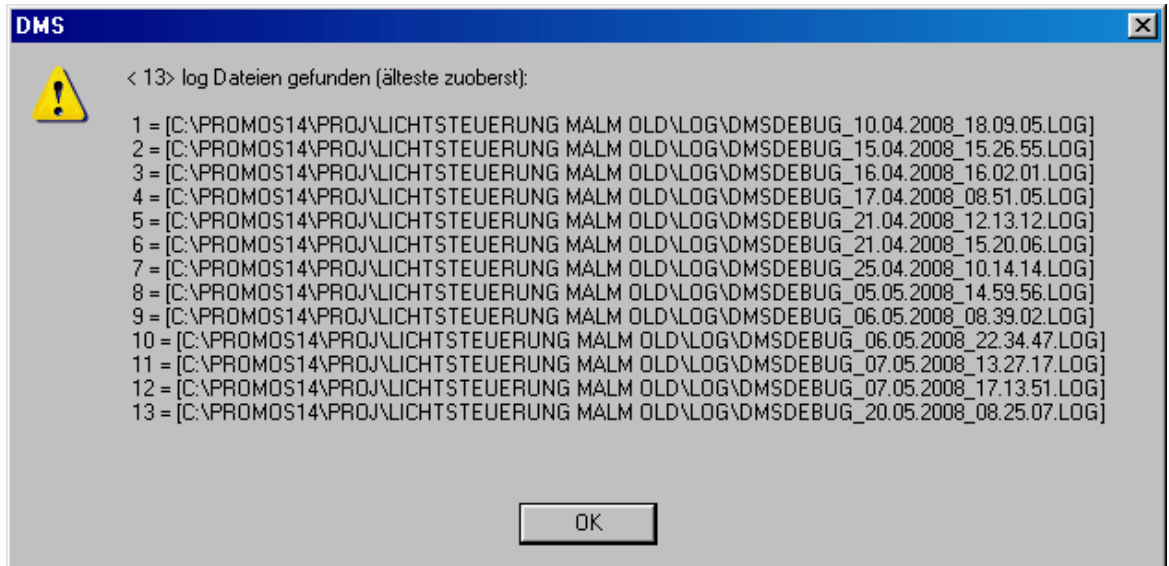 DMS
< 13> log Dateien gefunden (älteste zuoberst):
1 = [C:\PROMOS14\PROJ\LICHTSTEUERUNG MALM OLD\LOG\DMSDEBUG_10.04.2008_18.09.05.LOG]
2 = [C:\PROMOS14\PROJ\LICHTSTEUERUNG MALM OLD\LOG\DMSDEBUG_15.04.2008_15.26.55.LOG]
3 = [C:\PROMOS14\PROJ\LICHTSTEUERUNG MALM OLD\LOG\DMSDEBUG_16.04.2008_16.02.01.LOG]
4 = [C:\PROMOS14\PROJ\LICHTSTEUERUNG MALM OLD\LOG\DMSDEBUG_17.04.2008_08.51.05.LOG]
5 = [C:\PROMOS14\PROJ\LICHTSTEUERUNG MALM OLD\LOG\DMSDEBUG_21.04.2008_12.13.12.LOG]
6 = [C:\PROMOS14\PROJ\LICHTSTEUERUNG MALM OLD\LOG\DMSDEBUG_21.04.2008_15.20.06.LOG]
7 = [C:\PROMOS14\PROJ\LICHTSTEUERUNG MALM OLD\LOG\DMSDEBUG_25.04.2008_10.14.14.LOG]
8 = [C:\PROMOS14\PROJ\LICHTSTEUERUNG MALM OLD\LOG\DMSDEBUG_05.05.2008_14.59.56.LOG]
9 = [C:\PROMOS14\PROJ\LICHTSTEUERUNG MALM OLD\LOG\DMSDEBUG_06.05.2008_08.39.02.LOG]
10 = [C:\PROMOS14\PROJ\LICHTSTEUERUNG MALM OLD\LOG\DMSDEBUG_06.05.2008_22.34.47.LOG]
11 = [C:\PROMOS14\PROJ\LICHTSTEUERUNG MALM OLD\LOG\DMSDEBUG_07.05.2008_13.27.17.LOG]
12 = [C:\PROMOS14\PROJ\LICHTSTEUERUNG MALM OLD\LOG\DMSDEBUG_07.05.2008_17.13.51.LOG]
13 = [C:\PROMOS14\PROJ\LICHTSTEUERUNG MALM OLD\LOG\DMSDEBUG_20.05.2008_08.25.07.LOG]
OK